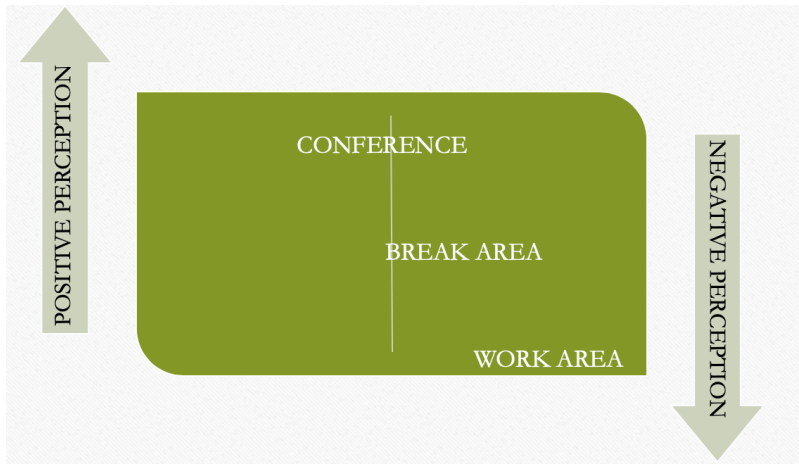 POSITIVE PERCEPTION
CONFERENCE
BREAK AREA
WORK AREA
NEGATIVE PERCEPTION